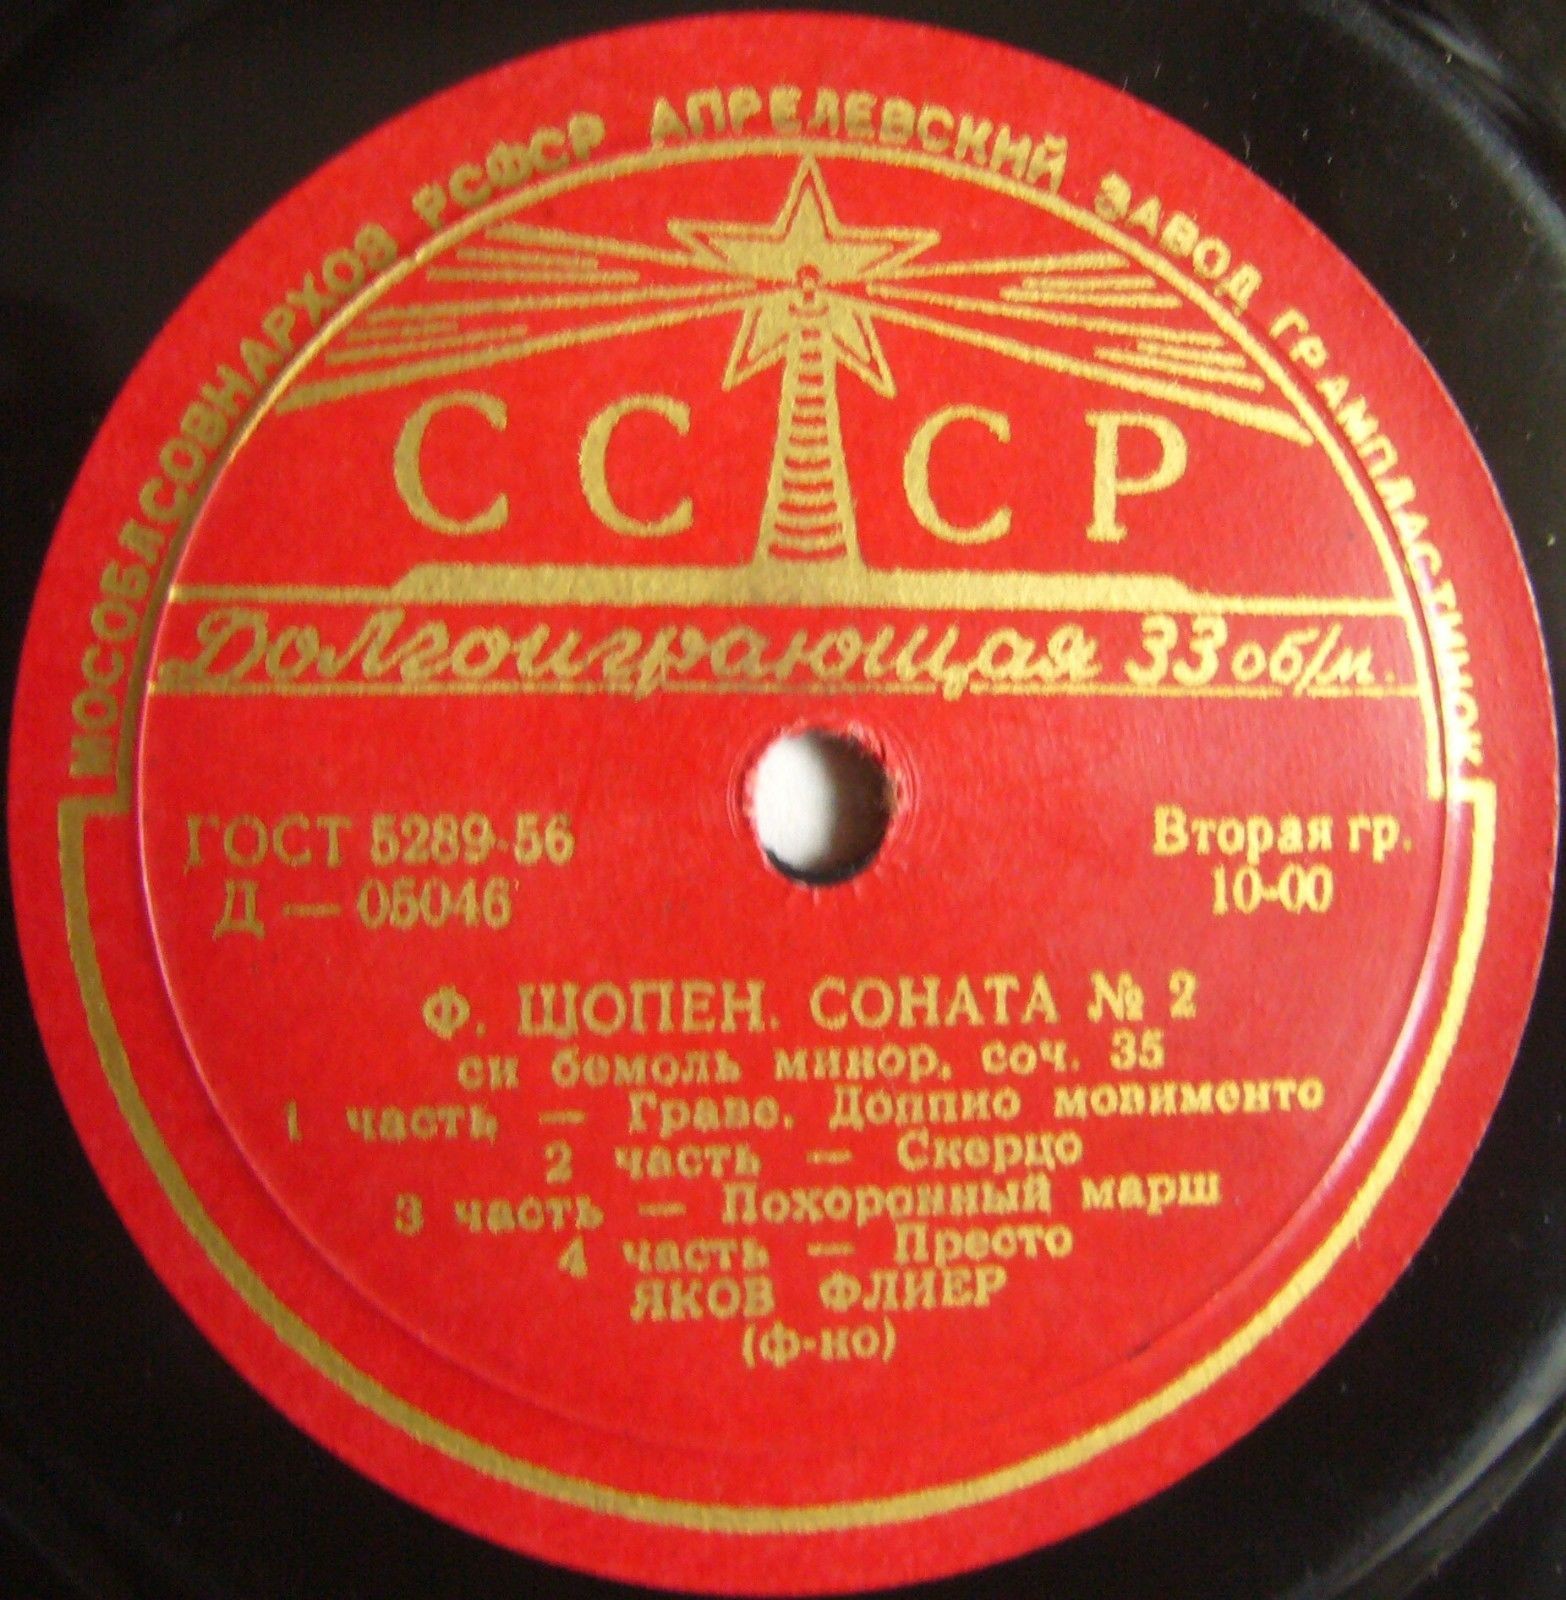 МОСОБЛСОВНАРХОЗ РСФСР АПРЕЛЕВСКИЙ ЗАВОД ГРАМПЛАСТИНОК
СССР
Долгоиграющая 33 об/м.
ГОСТ 5289-56
Д — 05046
Вторая гр.
10-00
Ф. ШОПЕН. СОНАТА № 2
си бемоль минор, соч. 35
1 часть — Граве. Доппио мовименто
2 часть — Скерцо
3 часть — Похоронный марш
4 часть — Престо
ЯКОВ ФЛИЕР
(ф-но)